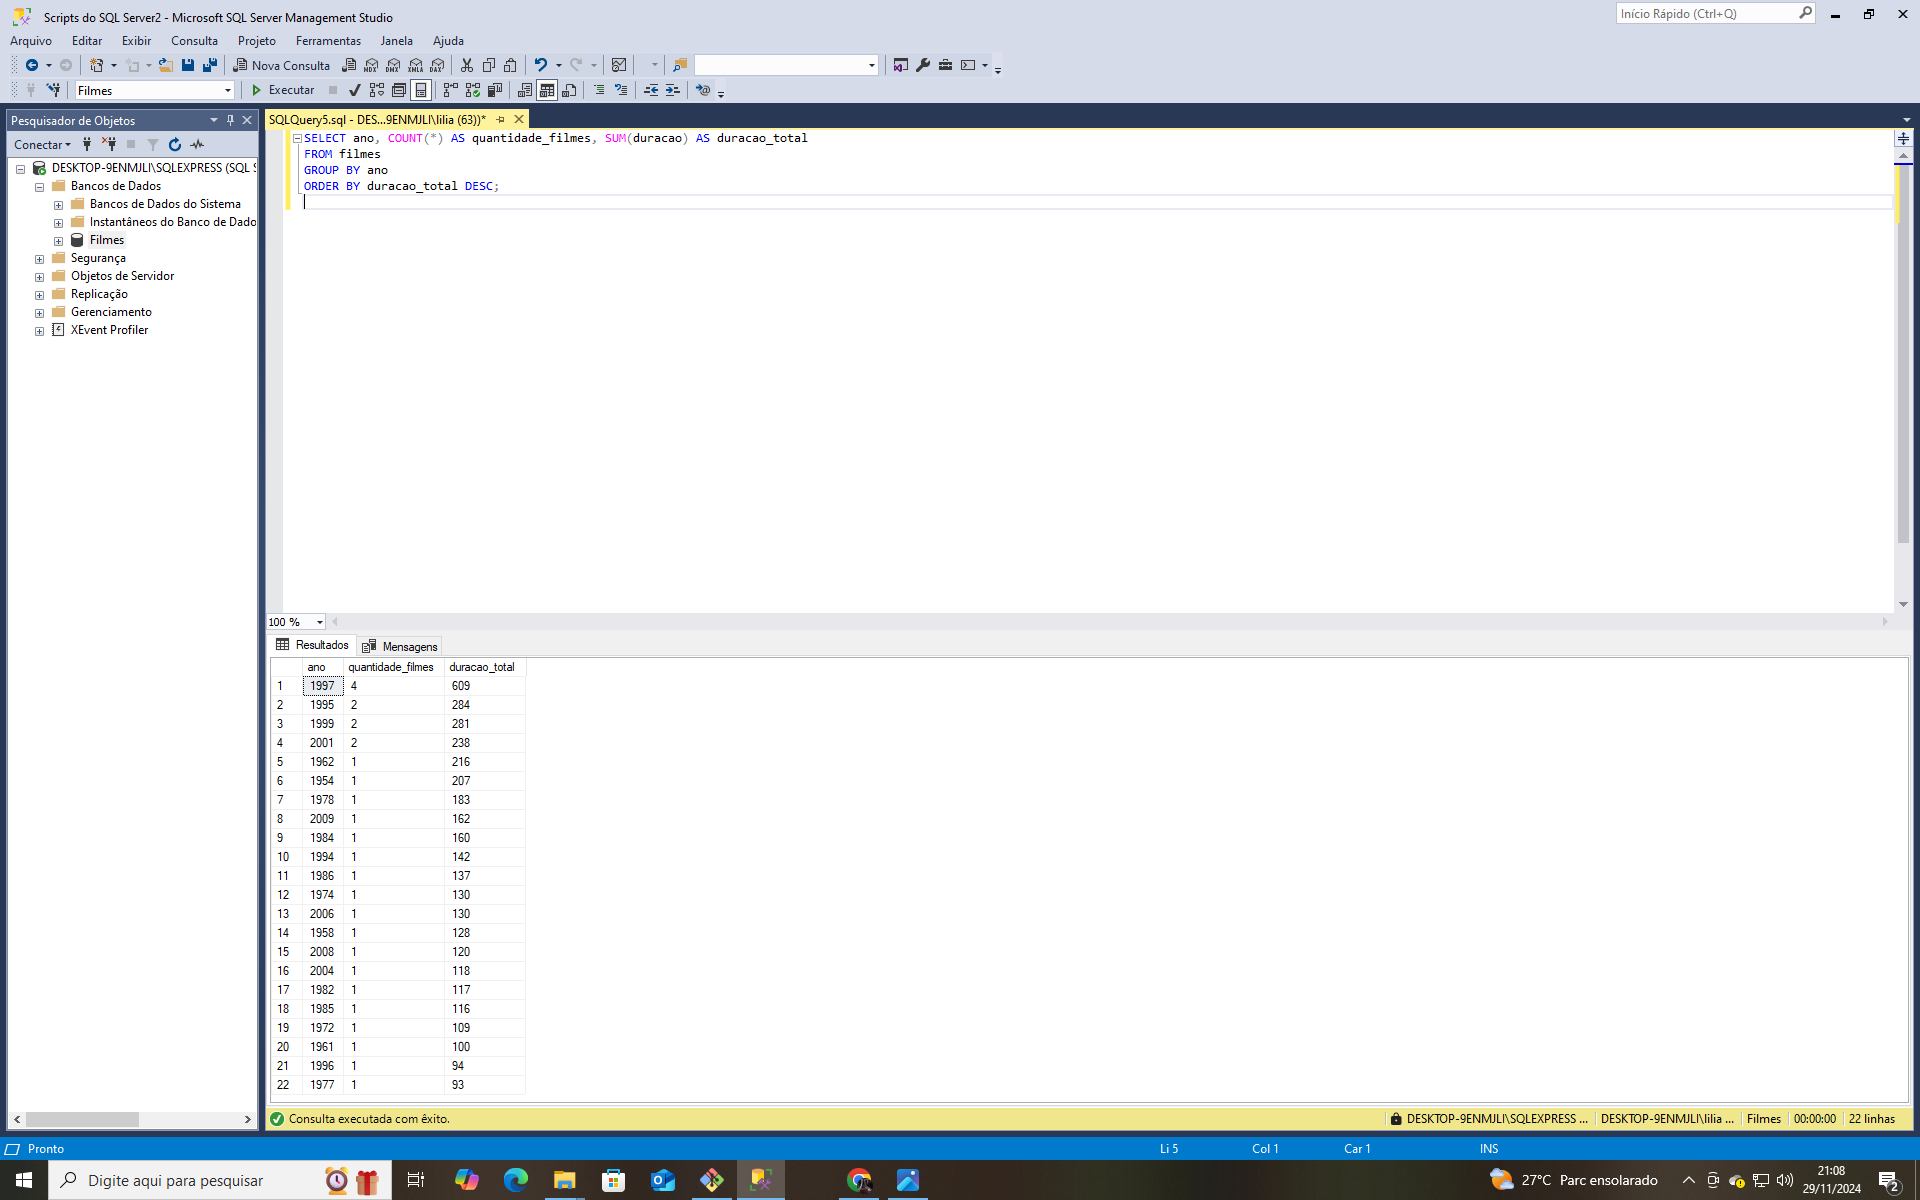 Scripts do SQL Server2 - Microsoft SQL Server Management Studio
Início Rápido (Ctrl+Q)
Arquivo Editar Exibir Consulta Projeto Ferramentas Janela Ajuda
Nova Consulta MDX DMX XMLA DAX
Filmes Executar
Pesquisador de Objetos
Conectar
DESKTOP-9ENMJLI\SQLEXPRESS (SQL S
Bancos de Dados
Bancos de Dados do Sistema
Instantâneos do Banco de Dado
Filmes
Segurança
Objetos de Servidor
Replicação
Gerenciamento
XEvent Profiler
SQLQuery5.sql - DES...9ENMJLI\lilia (63))*
SELECT ano, COUNT(*) AS quantidade_filmes, SUM(duracao) AS duracao_total
FROM filmes
GROUP BY ano
ORDER BY duracao_total DESC;
100 %
Resultados Mensagens
ano quantidade_filmes duracao_total
1 1997 4 609
2 1995 2 284
3 1999 2 281
4 2001 2 238
5 1962 1 216
6 1954 1 207
7 1978 1 183
8 2009 1 162
9 1984 1 160
10 1994 1 142
11 1986 1 137
12 1974 1 130
13 2006 1 130
14 1958 1 128
15 2008 1 120
16 2004 1 118
17 1982 1 117
18 1985 1 116
19 1972 1 109
20 1961 1 100
21 1996 1 94
22 1977 1 93
Consulta executada com êxito. DESKTOP-9ENMJLI\SQLEXPRESS ... DESKTOP-9ENMJLI\lilia ... Filmes 00:00:00 22 linhas
Pronto Li 5 Col 1 Car 1 INS
Digite aqui para pesquisar 27°C Parc ensolarado 21:08
29/11/2024 2